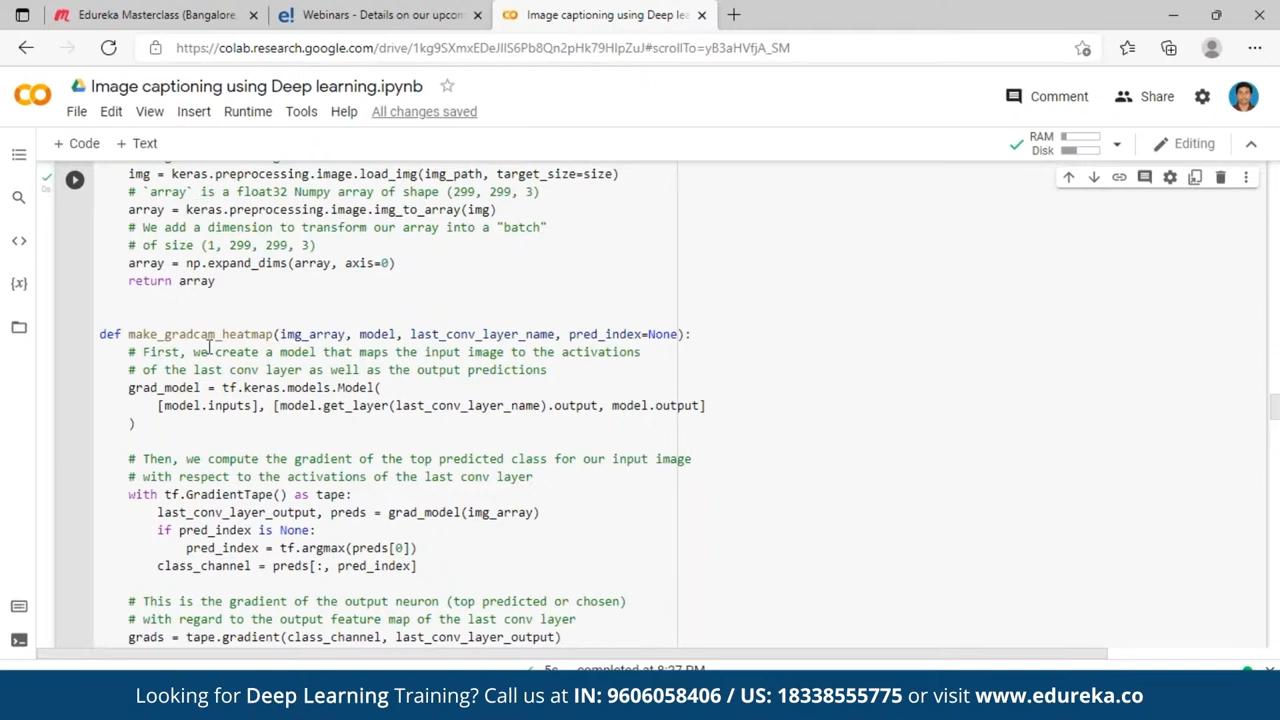 Edureka Masterclass (Bangalore,
Webinars - Details on our upcom
Image captioning using Deep lea
https://colab.research.google.com/drive/1kg9SXmxEDeJIlS6Pb8Qn2pHk79HlpZuJ#scrollTo=yB3aHVfjA_SM
Image captioning using Deep learning.ipynb
File Edit View Insert Runtime Tools Help All changes saved
Comment
Share
+ Code + Text
RAM
Disk
Editing
img = keras.preprocessing.image.load_img(img_path, target_size=size)
# `array` is a float32 Numpy array of shape (299, 299, 3)
array = keras.preprocessing.image.img_to_array(img)
# We add a dimension to transform our array into a "batch"
# of size (1, 299, 299, 3)
array = np.expand_dims(array, axis=0)
return array
def make_gradcam_heatmap(img_array, model, last_conv_layer_name, pred_index=None):
# First, we create a model that maps the input image to the activations
# of the last conv layer as well as the output predictions
grad_model = tf.keras.models.Model(
[model.inputs], [model.get_layer(last_conv_layer_name).output, model.output]
)
# Then, we compute the gradient of the top predicted class for our input image
# with respect to the activations of the last conv layer
with tf.GradientTape() as tape:
last_conv_layer_output, preds = grad_model(img_array)
if pred_index is None:
pred_index = tf.argmax(preds[0])
class_channel = preds[:, pred_index]
# This is the gradient of the output neuron (top predicted or chosen)
# with regard to the output feature map of the last conv layer
grads = tape.gradient(class_channel, last_conv_layer_output)
5s completed at 8:27 PM
Looking for Deep Learning Training? Call us at IN: 9606058406 / US: 18338555775 or visit www.edureka.co